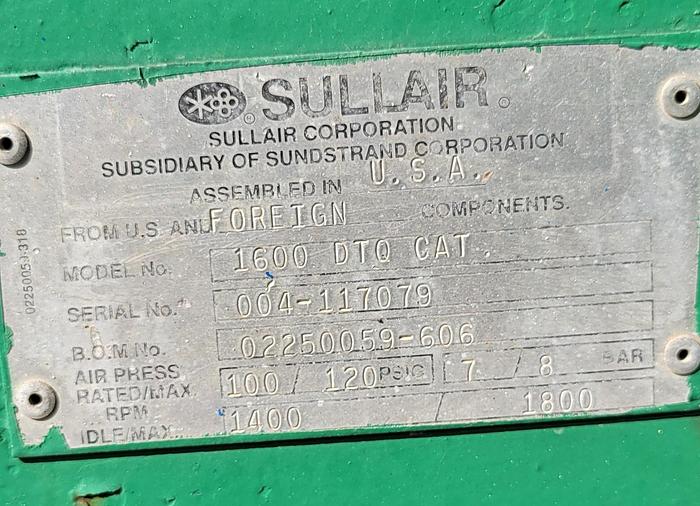 SULLAIR®
SULLAIR CORPORATION
SUBSIDIARY OF SUNDSTRAND CORPORATION
ASSEMBLED IN U.S.A.
FROM U.S. AND FOREIGN COMPONENTS.
MODEL No. 1600 DTQ CAT
SERIAL No. 004-117079
B.O.M No. 02250059-606
AIR PRESS
RATED/MAX. 100 / 120 PSIG 7 / 8 BAR
RPM
IDLE/MAX. 1400 / 1800
02250059-318